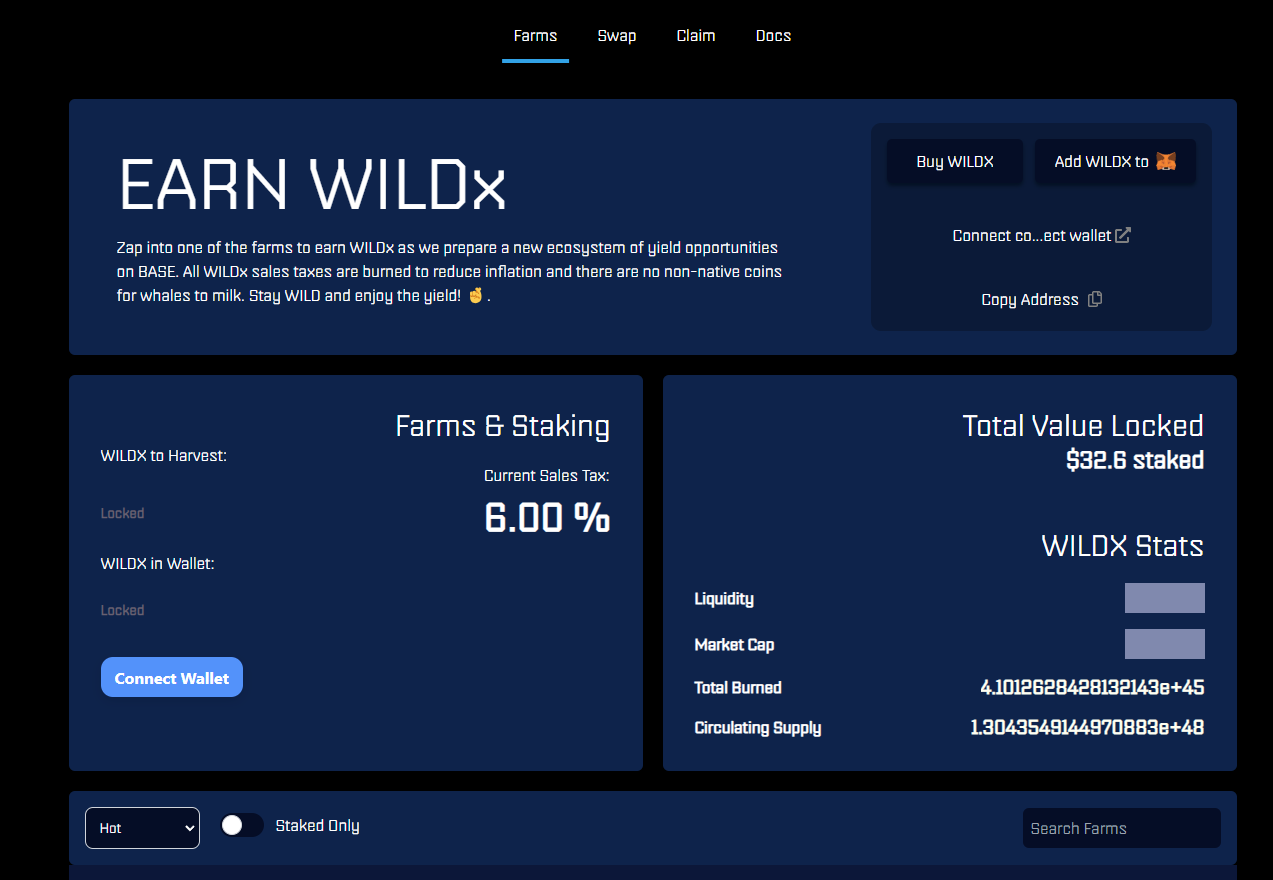 Farms Swap Claim Docs
EARN WILDx
Zap into one of the farms to earn WILDx as we prepare a new ecosystem of yield opportunities
on BASE. All WILDx sales taxes are burned to reduce inflation and there are no non-native coins
for whales to milk. Stay WILD and enjoy the yield! 🤞 .
Buy WILDX
Add WILDX to
Connect co...ect wallet
Copy Address
Farms & Staking
WILDX to Harvest:
Locked
WILDX in Wallet:
Locked
Current Sales Tax:
6.00 %
Connect Wallet
Total Value Locked
$32.6 staked
WILDX Stats
Liquidity
Market Cap
Total Burned 4.1012628428132143e+45
Circulating Supply 1.3043549144970883e+48
Hot
Staked Only
Search Farms